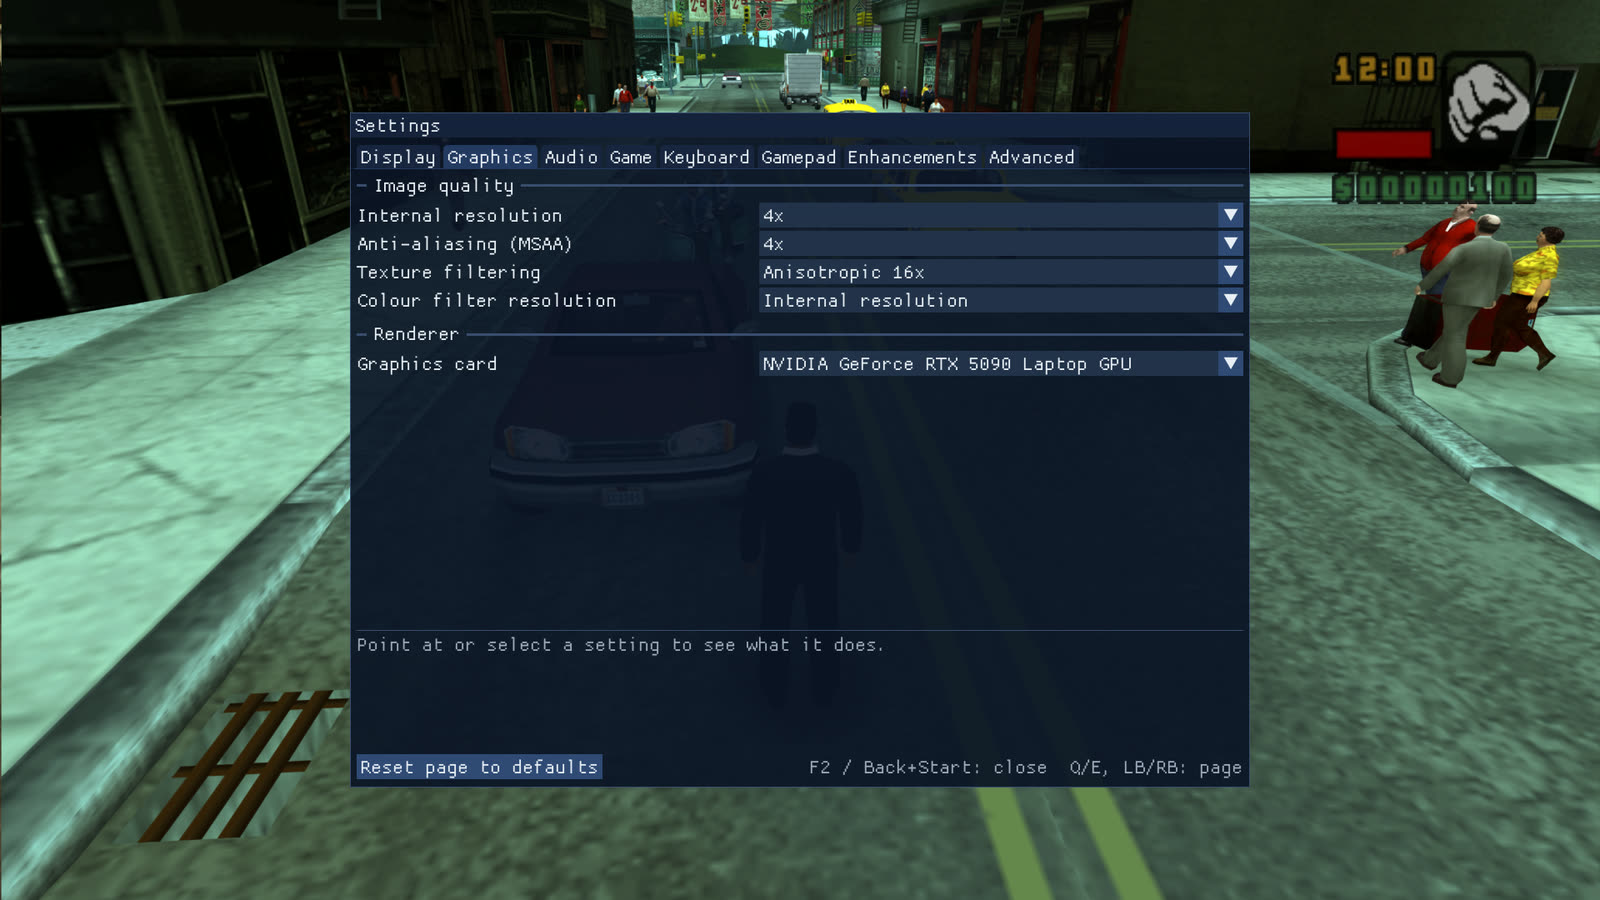 12:00
$00000100
TAXI
Settings
Display Graphics Audio Game Keyboard Gamepad Enhancements Advanced
Image quality
Internal resolution 4x
Anti-aliasing (MSAA) 4x
Texture filtering Anisotropic 16x
Colour filter resolution Internal resolution
Renderer
Graphics card NVIDIA GeForce RTX 5090 Laptop GPU
Point at or select a setting to see what it does.
Reset page to defaults F2 / Back+Start: close Q/E, LB/RB: page